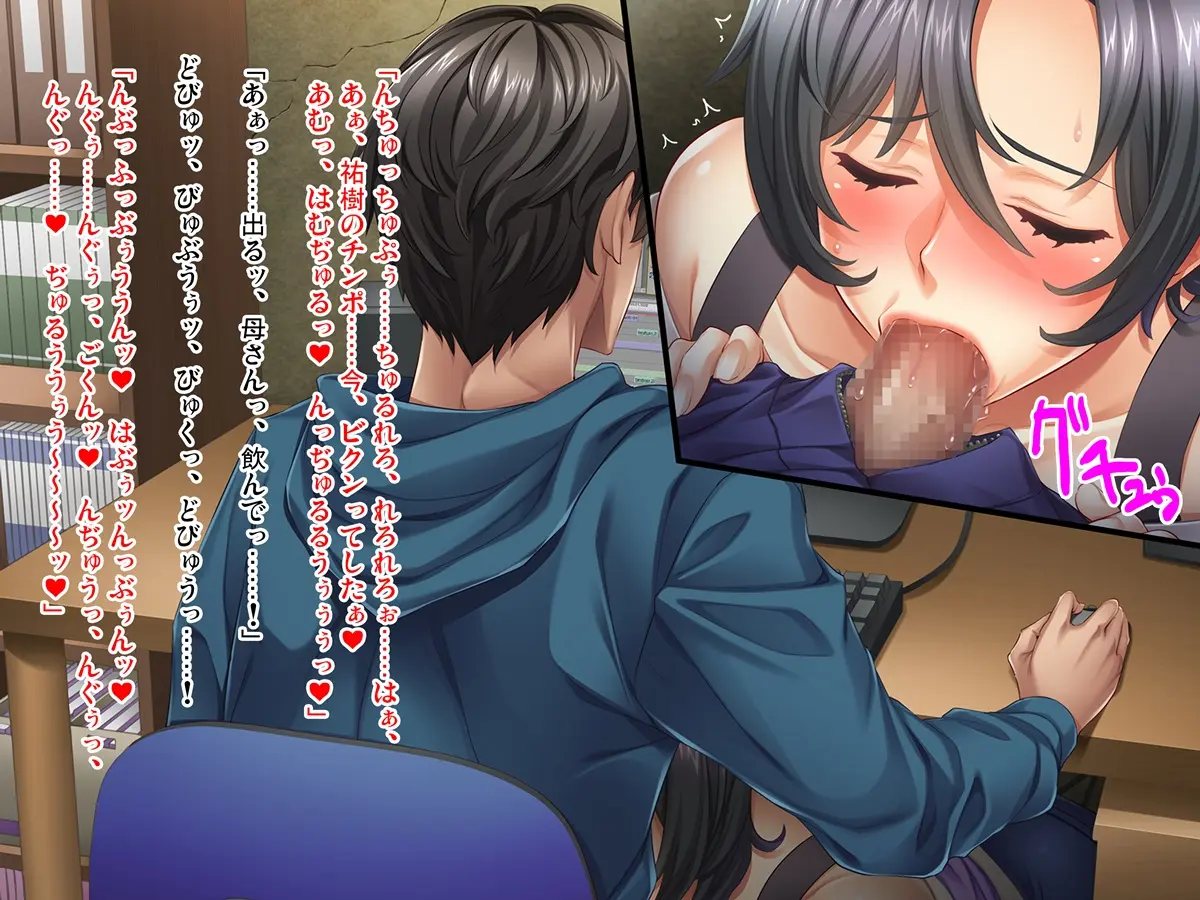 「んちゅっちゅぷぅ……ちゅるれろ、れろれろぉ……はぁ、
あぁ、祐樹のチンポ……今、ビクンってしたぁ♥
あむっ、はむぢゅるっ♥ んっぢゅるるうぅぅぅっ♥」
『あぁっ……出るッ、母さんっ、飲んでっ……！』
どびゅッ、びゅぶうぅッ、びゅくっ、どびゅうっ……！
「んぶっふっぶぅううんッ♥ はぶぅッんっぶぅんッ♥
んぐぅ……んぐぅっ、ごくんッ♥ んぢゅうっ、んぐぅっ、
んぐっ……♥ ぢゅるううぅう～～～～ッ♥」
グチュゥ